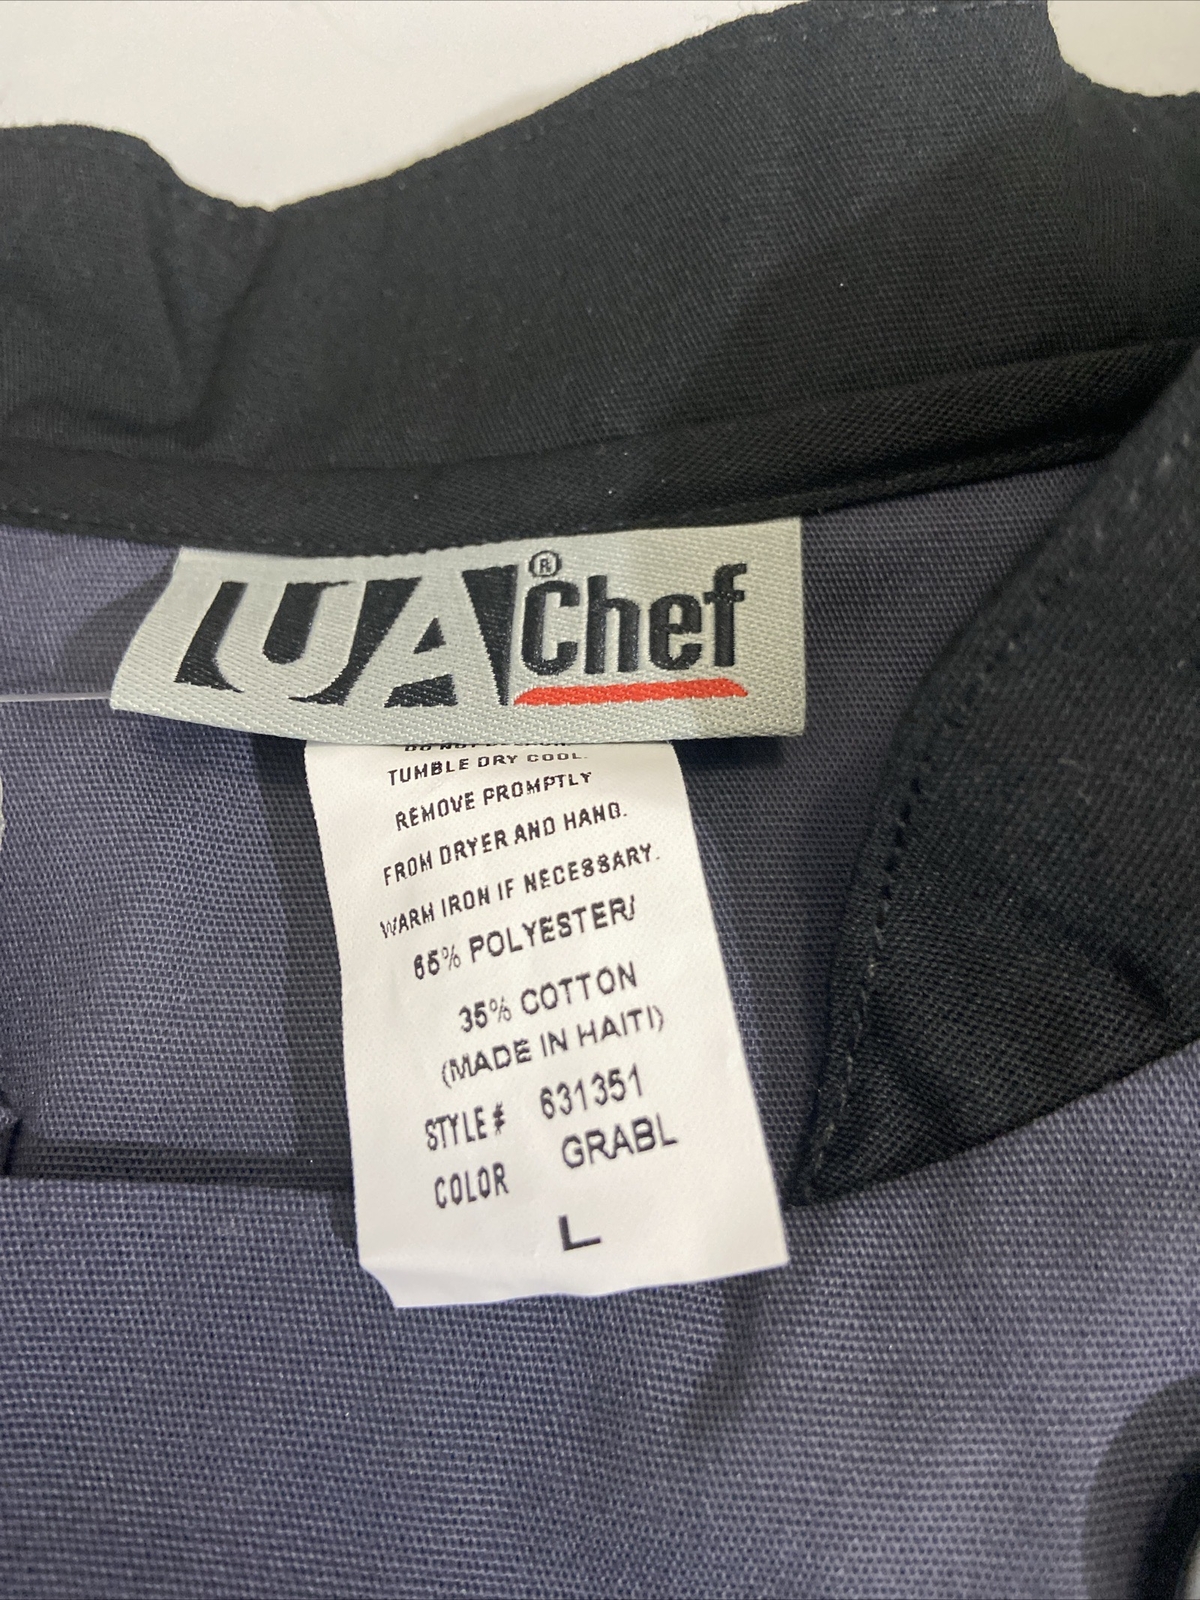 UA® Chef
TUMBLE DRY COOL.
REMOVE PROMPTLY
FROM DRYER AND HANG.
WARM IRON IF NECESSARY.
65% POLYESTER/
35% COTTON
(MADE IN HAITI)
STYLE# 631351
COLOR GRABL
L